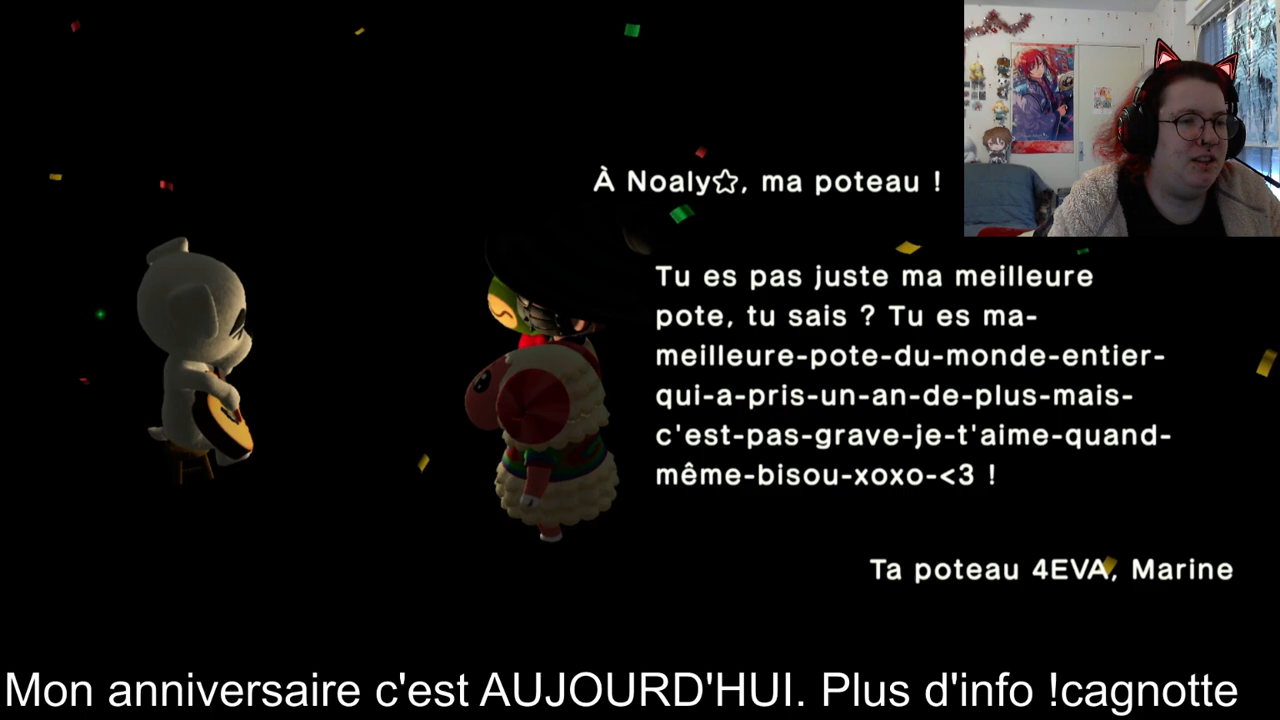 À Noaly☆, ma poteau !
Tu es pas juste ma meilleure
pote, tu sais ? Tu es ma-
meilleure-pote-du-monde-entier-
qui-a-pris-un-an-de-plus-mais-
c'est-pas-grave-je-t'aime-quand-
même-bisou-xoxo-<3 !
Ta poteau 4EVA, Marine
Mon anniversaire c'est AUJOURD'HUI. Plus d'info !cagnotte